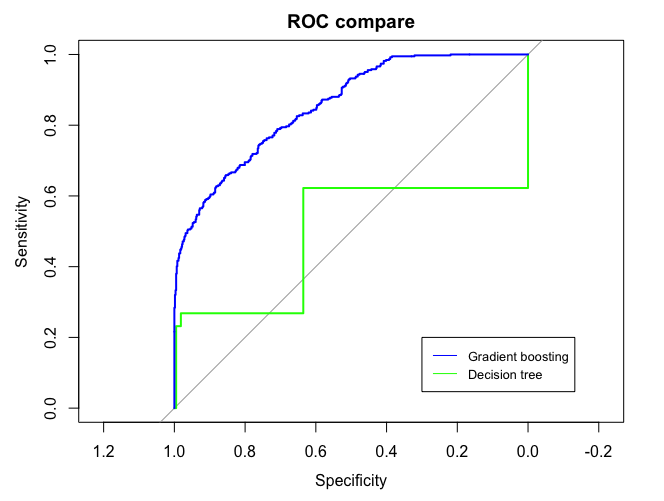 ROC compare
Sensitivity
1.0
0.8
0.6
0.4
0.2
0.0
Gradient boosting
Decision tree
1.2 1.0 0.8 0.6 0.4 0.2 0.0 -0.2
Specificity